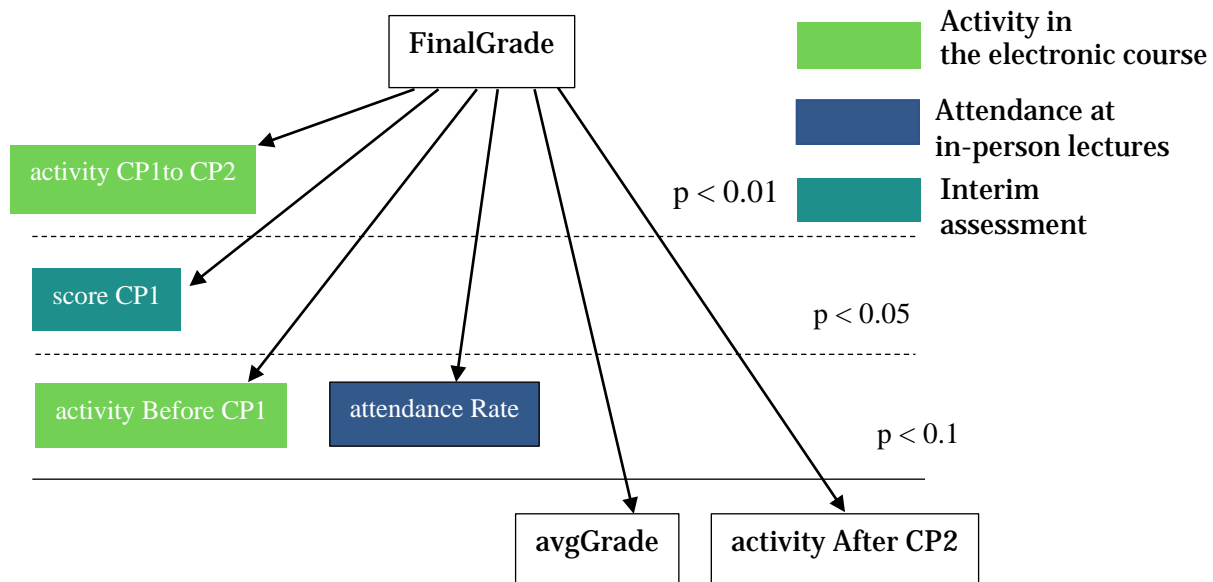 FinalGrade
Activity in
the electronic course
Attendance at
in-person lectures
activity CP1to CP2
p < 0.01
Interim
assessment
score CP1
p < 0.05
activity Before CP1
attendance Rate
p < 0.1
avgGrade
activity After CP2